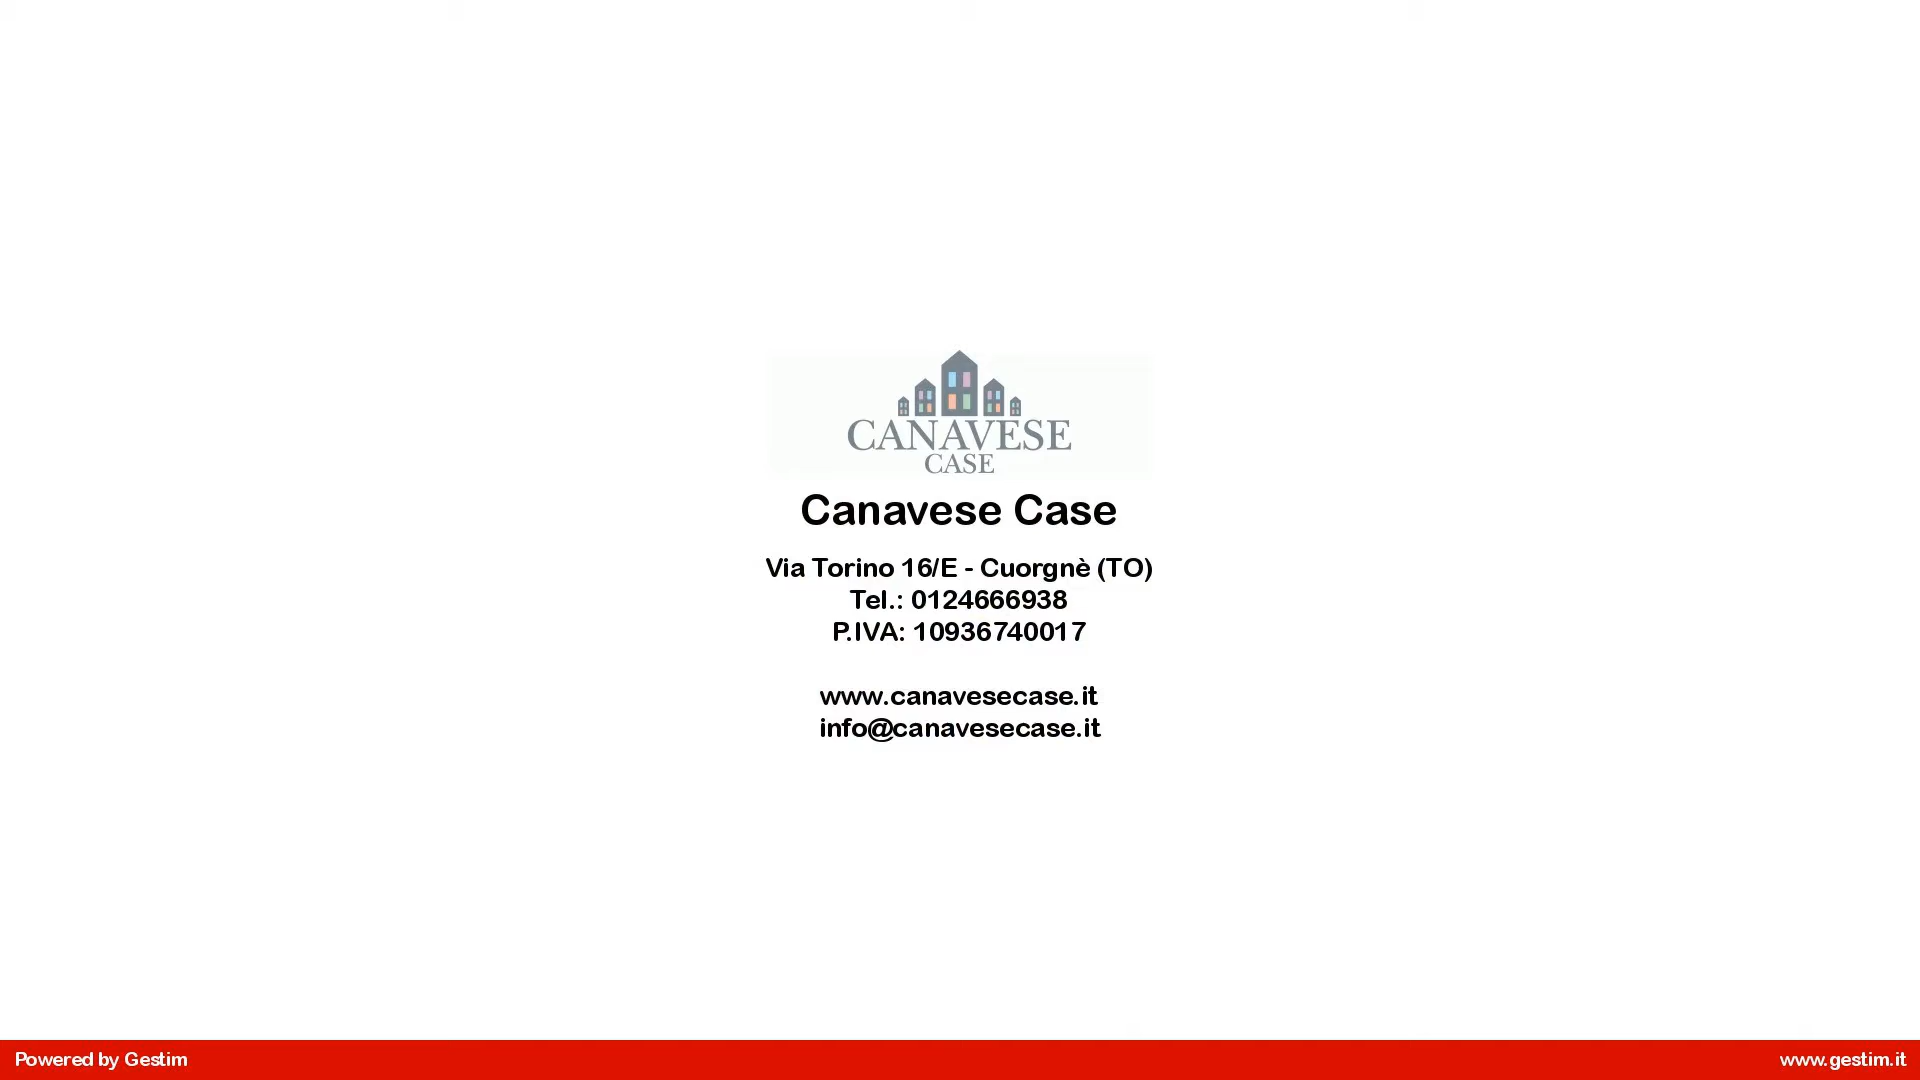 CANAVESE
CASE
Canavese Case
Via Torino 16/E - Cuorgnè (TO)
Tel.: 0124666938
P.IVA: 10936740017
www.canavesecase.it
info@canavesecase.it
Powered by Gestim
www.gestim.it